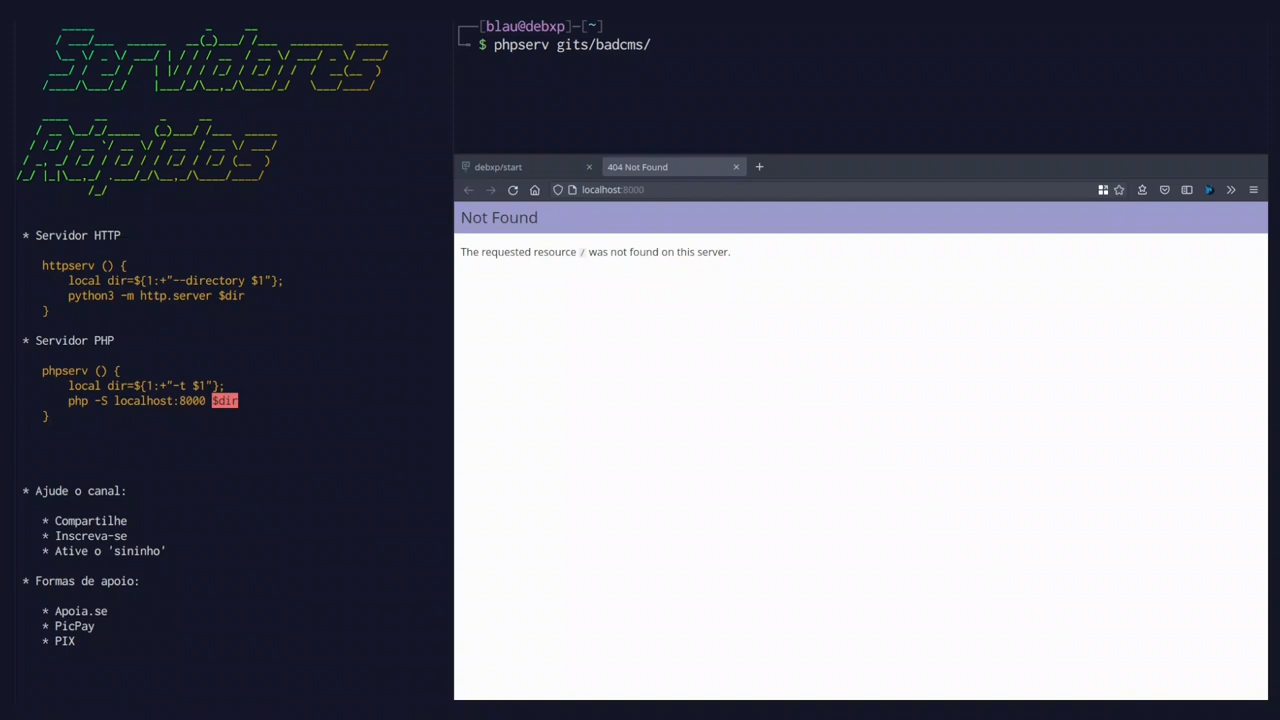 Servidores
Rápidos
* Servidor HTTP
httpserv () {
local dir=${1:+"--directory $1"};
python3 -m http.server $dir
}
* Servidor PHP
phpserv () {
local dir=${1:+"-t $1"};
php -S localhost:8000 $dir
}
* Ajude o canal:
* Compartilhe
* Inscreva-se
* Ative o 'sininho'
* Formas de apoio:
* Apoia.se
* PicPay
* PIX
┌──[blau@debxp]-[~]
└─ $ phpserv gits/badcms/
debxp/start
404 Not Found
localhost:8000
Not Found
The requested resource / was not found on this server.